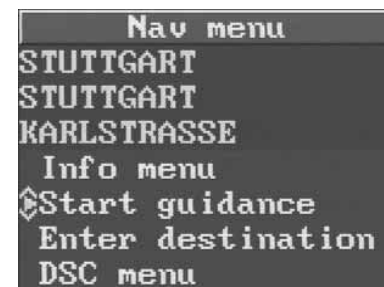 Nav menu
STUTTGART
STUTTGART
KARLSTRASSE
Info menu
Start guidance
Enter destination
DSC menu